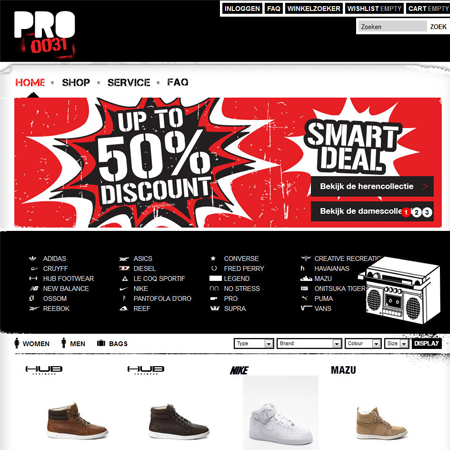 PRO
0031
INLOGGEN FAQ WINKELZOEKER WISHLIST EMPTY CART EMPTY
Zoeken ZOEK
HOME • SHOP • SERVICE • FAQ
UP TO
50%
DISCOUNT
SMART
DEAL
Bekijk de herencollectie >
Bekijk de damescolle 1 2 3
ADIDAS ASICS CONVERSE CREATIVE RECREATIO
CRUYFF DIESEL FRED PERRY HAVAIANAS
HUB FOOTWEAR LE COQ SPORTIF LEGEND MAZU
NEW BALANCE NIKE NO STRESS ONITSUKA TIGER
OSSOM PANTOFOLA D'ORO PRO PUMA
REEBOK REEF SUPRA VANS
WOMEN MEN BAGS Type Brand Colour Size DISPLAY
HUB HUB NIKE MAZU
FOOTWEAR FOOTWEAR